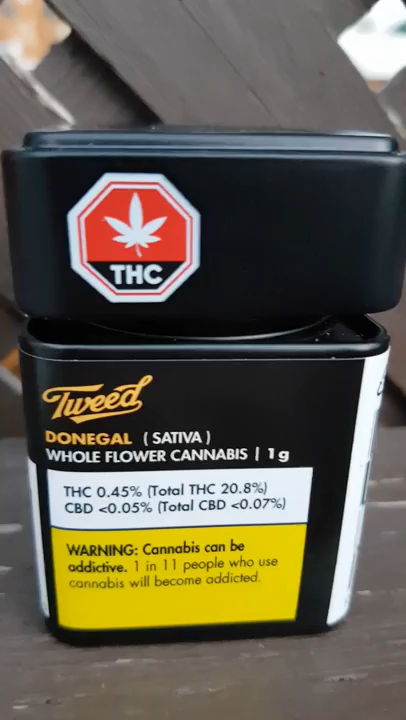 THC
Tweed
DONEGAL (SATIVA)
WHOLE FLOWER CANNABIS | 1g
THC 0.45% (Total THC 20.8%)
CBD <0.05% (Total CBD <0.07%)
WARNING: Cannabis can be
addictive. 1 in 11 people who use
cannabis will become addicted.